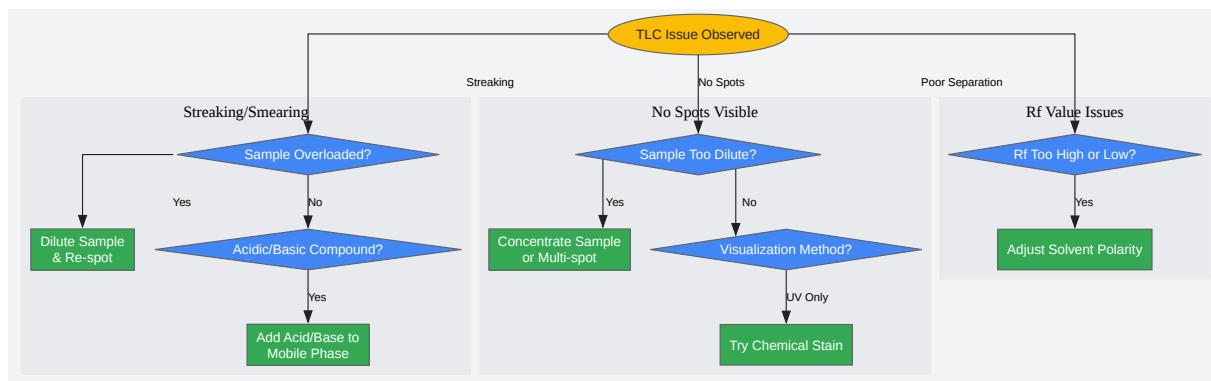 TLC Issue Observed
Streaking
No Spots
Poor Separation
Streaking/Smearing
No Spots Visible
Rf Value Issues
Sample Overloaded?
Sample Too Dilute?
Rf Too High or Low?
Yes
No
Yes
No
Yes
Dilute Sample
& Re-spot
Acidic/Basic Compound?
Concentrate Sample
or Multi-spot
Visualization Method?
Adjust Solvent Polarity
Yes
UV Only
Add Acid/Base to
Mobile Phase
Try Chemical Stain